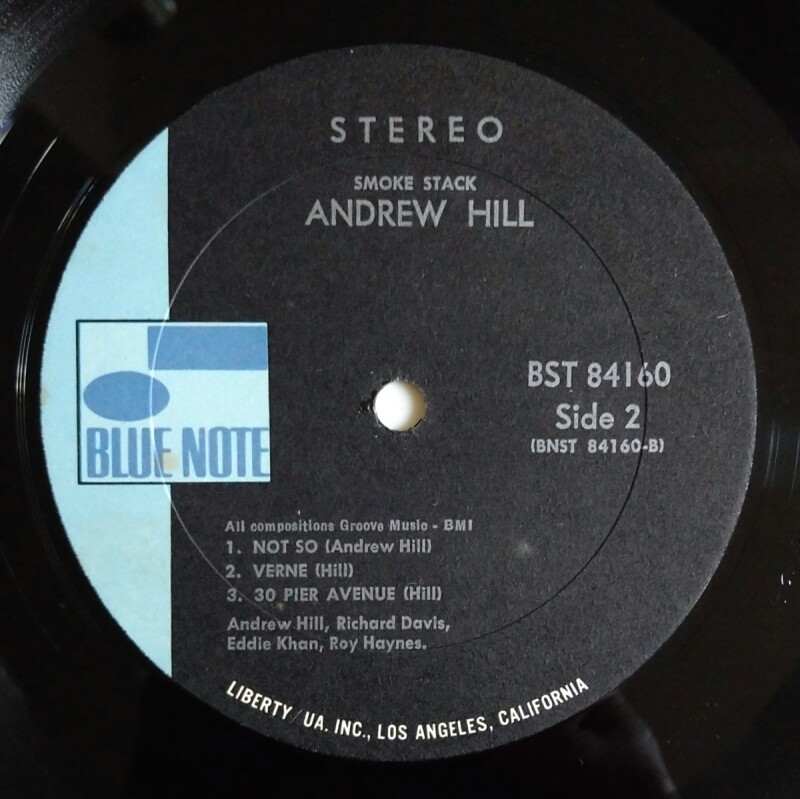 STEREO
SMOKE STACK
ANDREW HILL
BST 84160
Side 2
(BNST 84160-B)
BLUE NOTE
All compositions Groove Music - BMI
1. NOT SO (Andrew Hill)
2. VERNE (Hill)
3. 30 PIER AVENUE (Hill)
Andrew Hill, Richard Davis,
Eddie Khan, Roy Haynes.
LIBERTY/UA, INC., LOS ANGELES, CALIFORNIA